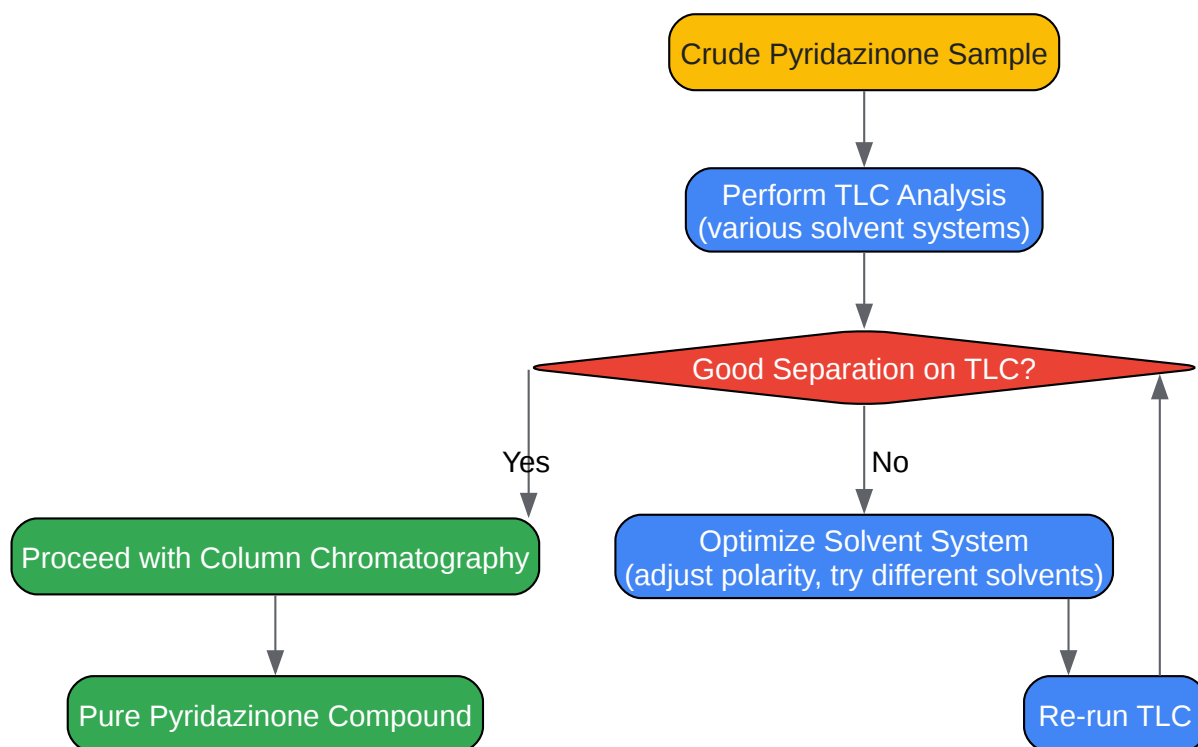 Crude Pyridazinone Sample
Perform TLC Analysis
(various solvent systems)
Good Separation on TLC?
Yes
No
Proceed with Column Chromatography
Optimize Solvent System
(adjust polarity, try different solvents)
Pure Pyridazinone Compound
Re-run TLC